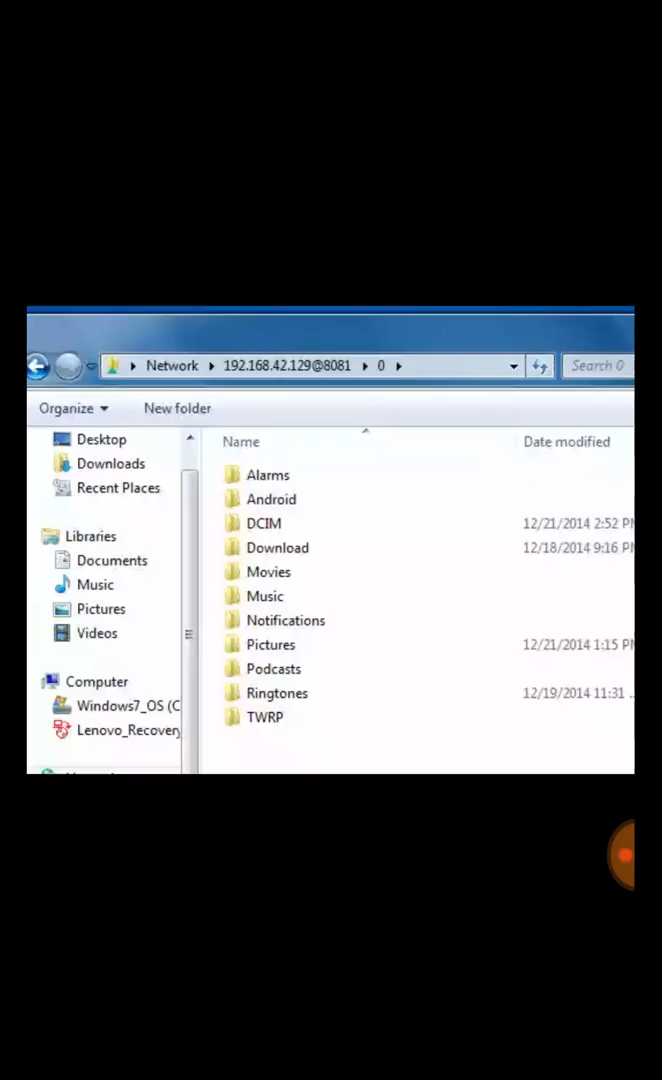 Network 192.168.42.129@8081 0 Search 0
Organize New folder
Name Date modified
Desktop
Downloads
Recent Places
Libraries
Documents
Music
Pictures
Videos
Computer
Windows7_OS (C
Lenovo_Recovery
Alarms
Android
DCIM 12/21/2014 2:52 PM
Download 12/18/2014 9:16 PM
Movies
Music
Notifications
Pictures 12/21/2014 1:15 PM
Podcasts
Ringtones 12/19/2014 11:31 ..
TWRP